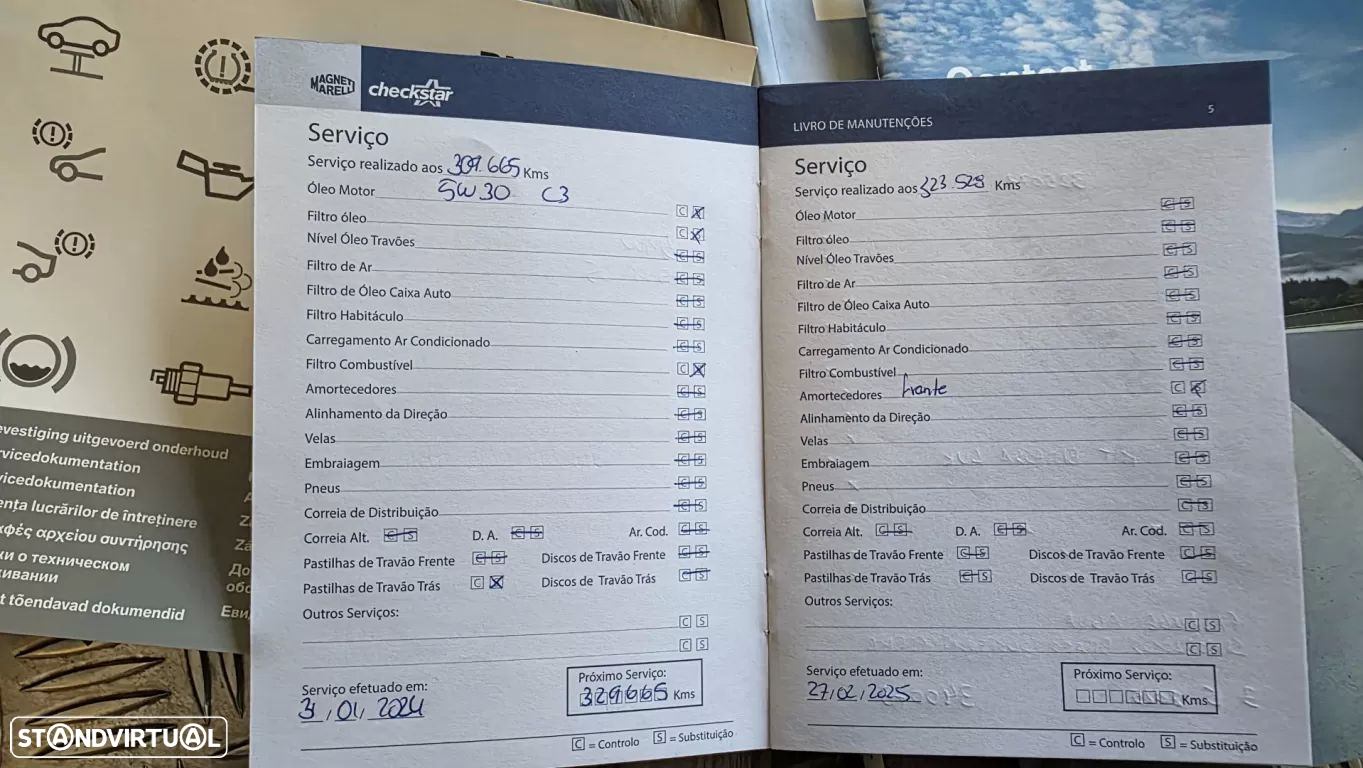 MAGNETI
MARELLI
checkstar
Serviço
Serviço realizado aos 309.665 Kms
Óleo Motor 5W30 C3
C S
Filtro óleo
C S
Nível Óleo Travões
C S
Filtro de Ar
C S
Filtro de Óleo Caixa Auto
C S
Filtro Habitáculo
C S
Carregamento Ar Condicionado
C S
Filtro Combustível
C S
Amortecedores
C S
Alinhamento da Direção
C S
Velas
C S
Embraiagem
C S
Pneus
C S
Correia de Distribuição
C S
Correia Alt. C S D. A. C S Ar. Cod. C S
Pastilhas de Travão Frente C S Discos de Travão Frente C S
Pastilhas de Travão Trás C S Discos de Travão Trás C S
Outros Serviços:
C S
C S
Serviço efetuado em:
31, 01, 2024
Próximo Serviço:
329665 Kms
C = Controlo S = Substituição
LIVRO DE MANUTENÇÕES
5
Serviço
Serviço realizado aos 323.528 Kms
Óleo Motor C S
Filtro óleo C S
Nível Óleo Travões C S
Filtro de Ar C S
Filtro de Óleo Caixa Auto C S
Filtro Habitáculo C S
Carregamento Ar Condicionado C S
Filtro Combustível C S
Amortecedores frente C S
Alinhamento da Direção C S
Velas C S
Embraiagem C S
Pneus C S
Correia de Distribuição C S
Correia Alt. C S D. A. C S Ar. Cod. C S
Pastilhas de Travão Frente C S Discos de Travão Frente C S
Pastilhas de Travão Trás C S Discos de Travão Trás C S
Outros Serviços:
C S
C S
Serviço efetuado em:
27, 02, 2025
Próximo Serviço:
Kms
C = Controlo S = Substituição
evestiging uitgevoerd onderhoud
rvicedokumentation
vicedokumentation
ența lucrărilor de întreținere
αφές αρχείου συντήρησης
ки о техническом
живании
t tõendavad dokumendid
STANDVIRTUAL